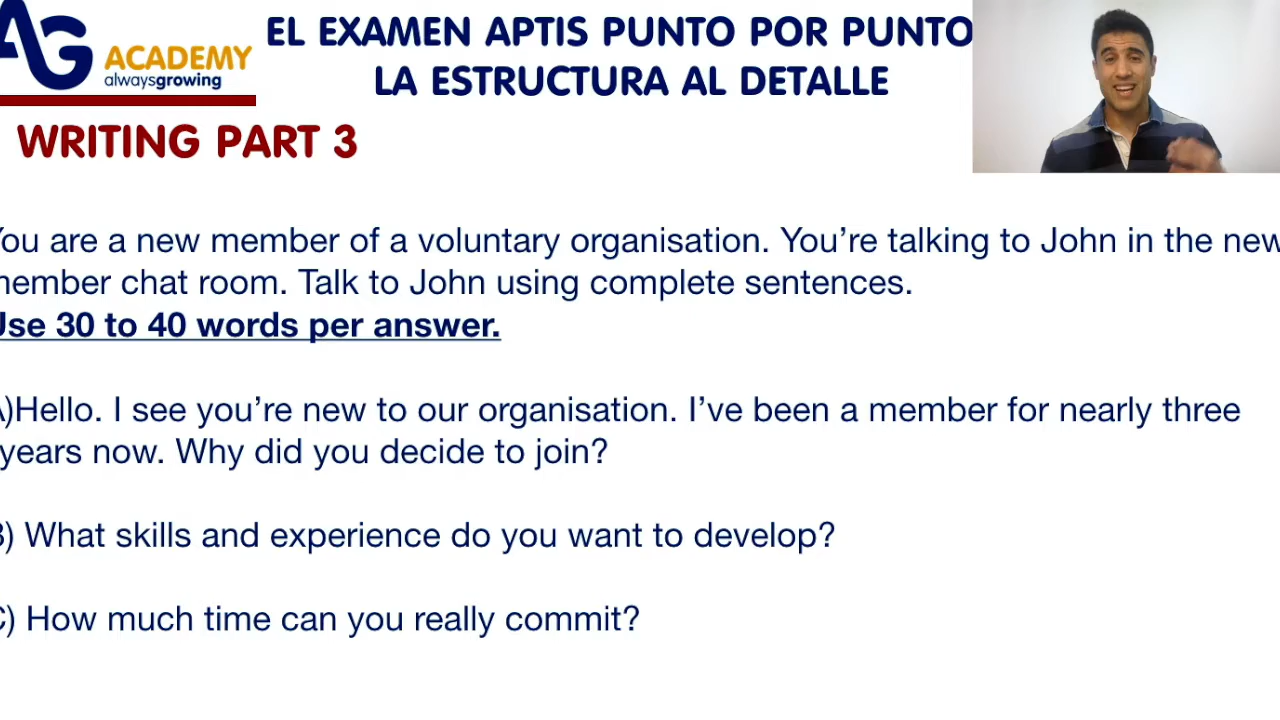 AG ACADEMY
alwaysgrowing
EL EXAMEN APTIS PUNTO POR PUNTO
LA ESTRUCTURA AL DETALLE
WRITING PART 3
You are a new member of a voluntary organisation. You’re talking to John in the new
member chat room. Talk to John using complete sentences.
Use 30 to 40 words per answer.
A)Hello. I see you’re new to our organisation. I’ve been a member for nearly three
years now. Why did you decide to join?
B) What skills and experience do you want to develop?
C) How much time can you really commit?